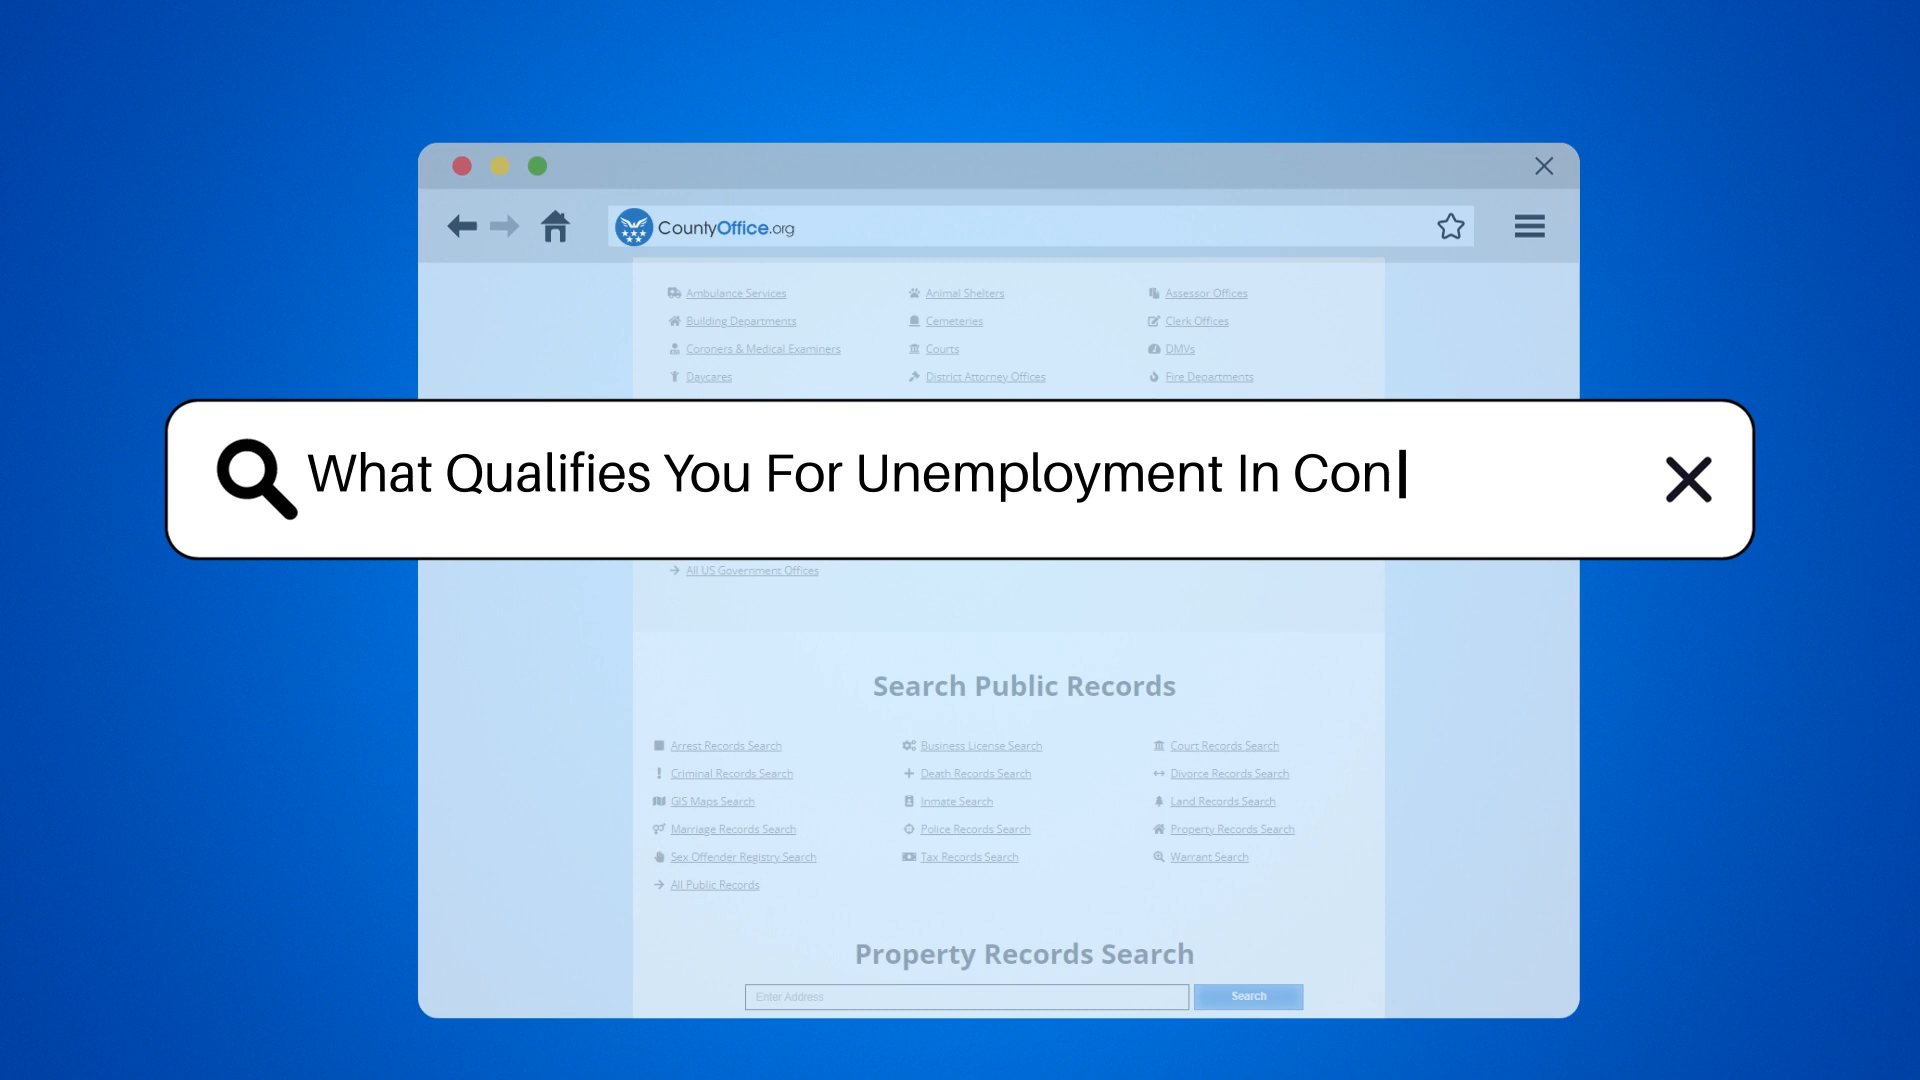 CountyOffice.org
Ambulance Services Animal Shelters Assessor Offices
Building Departments Cemeteries Clerk Offices
Coroners & Medical Examiners Courts DMVs
Daycares District Attorney Offices Fire Departments
What Qualifies You For Unemployment In Con
All US Government Offices
Search Public Records
Arrest Records Search Business License Search Court Records Search
Criminal Records Search Death Records Search Divorce Records Search
GIS Maps Search Inmate Search Land Records Search
Marriage Records Search Police Records Search Property Records Search
Sex Offender Registry Search Tax Records Search Warrant Search
All Public Records
Property Records Search
Enter Address Search